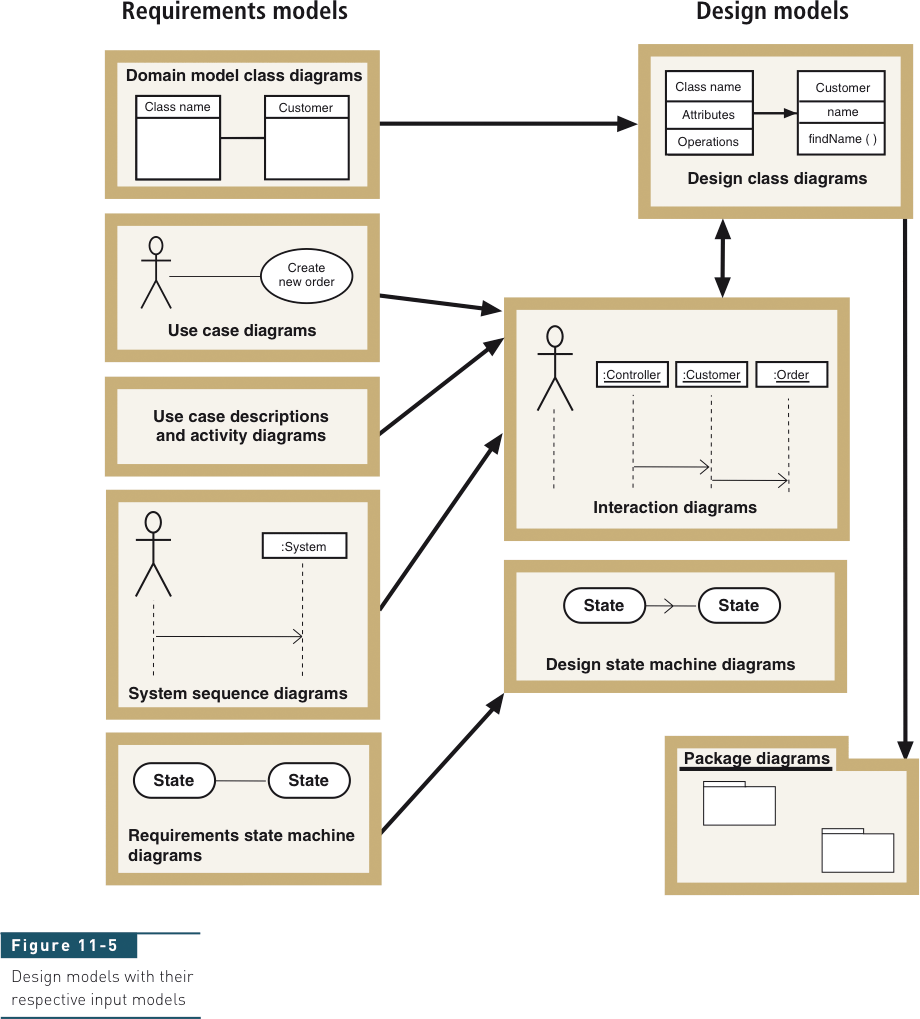 Requirements models
Design models
Domain model class diagrams
Class name
Customer
Class name
Attributes
Operations
Customer
name
findName ( )
Design class diagrams
Create
new order
Use case diagrams
Use case descriptions
and activity diagrams
:Controller
:Customer
:Order
Interaction diagrams
:System
System sequence diagrams
State
State
Design state machine diagrams
State
State
Requirements state machine
diagrams
Package diagrams
Figure 11-5
Design models with their
respective input models